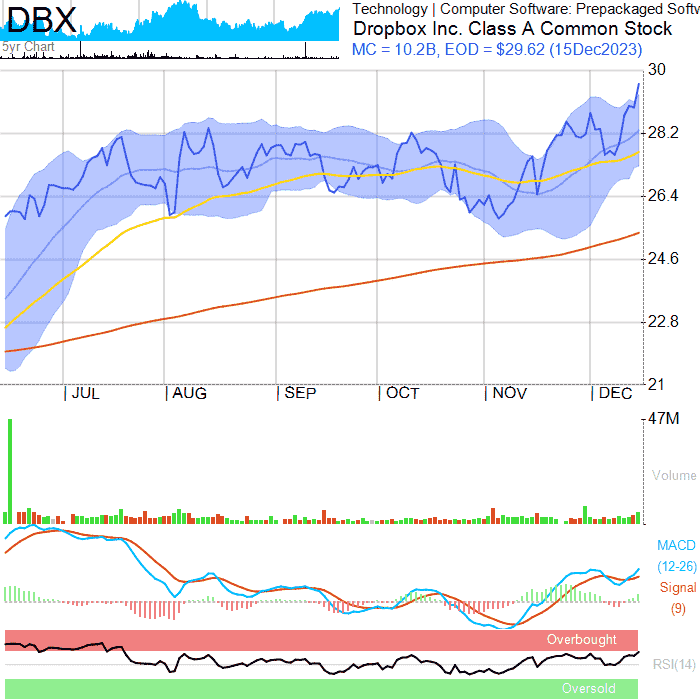 DBX
5yr Chart
Technology | Computer Software: Prepackaged Softw
Dropbox Inc. Class A Common Stock
MC = 10.2B, EOD = $29.62 (15Dec2023)
30
28.2
26.4
24.6
22.8
21
| JUL | AUG | SEP | OCT | NOV | DEC
47M
Volume
MACD
(12-26)
Signal
(9)
Overbought
RSI(14)
Oversold